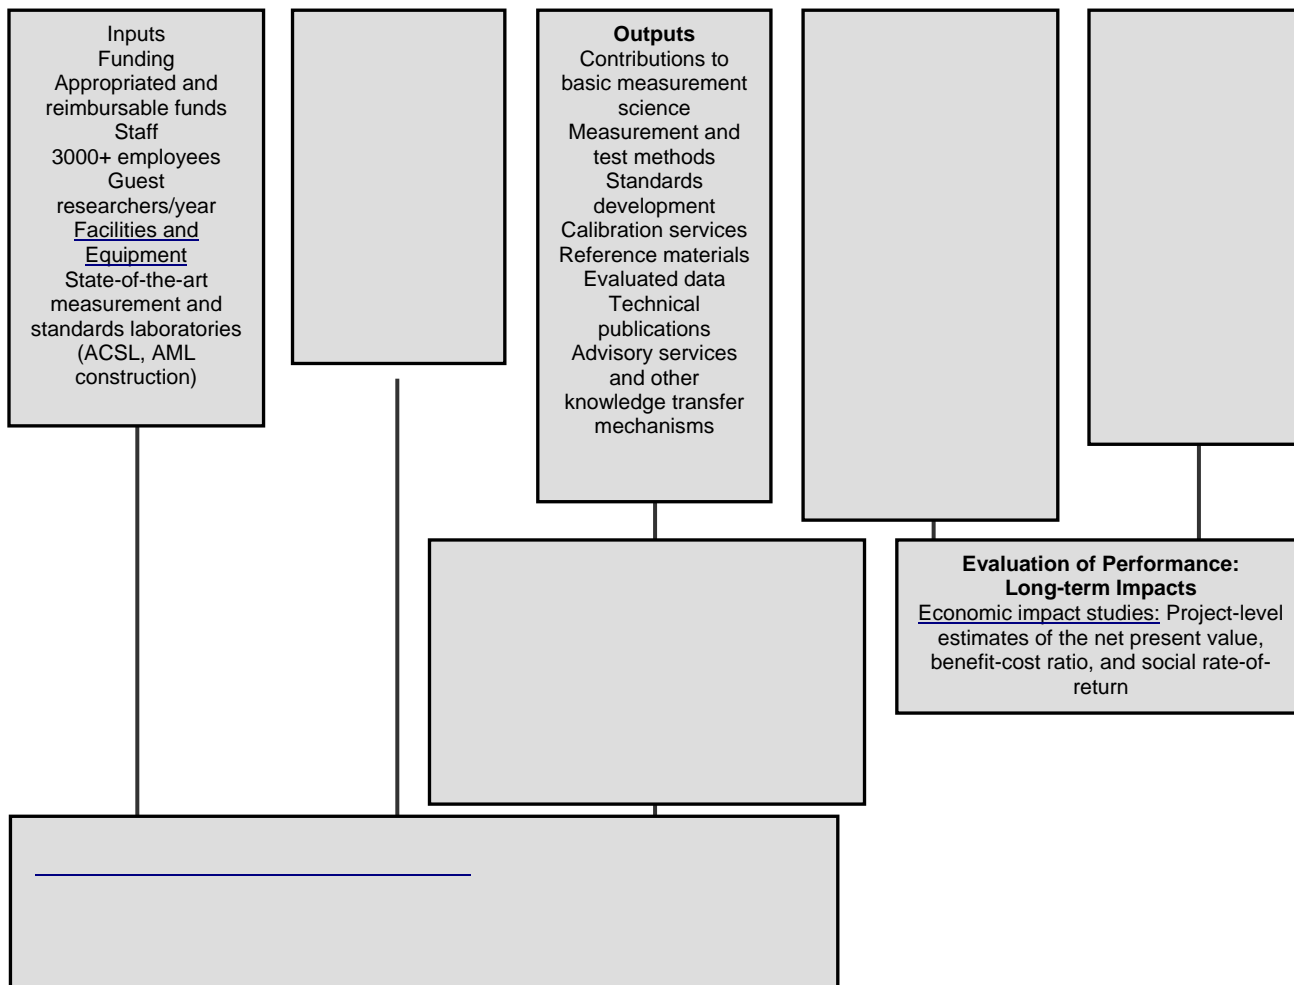 Inputs
Funding
Appropriated and
reimbursable funds
Staff
3000+ employees
Guest
researchers/year
Facilities and
Equipment
State-of-the-art
measurement and
standards laboratories
(ACSL, AML
construction)
Outputs
Contributions to
basic measurement
science
Measurement and
test methods
Standards
development
Calibration services
Reference materials
Evaluated data
Technical
publications
Advisory services
and other
knowledge transfer
mechanisms
Evaluation of Performance:
Long-term Impacts
Economic impact studies: Project-level
estimates of the net present value,
benefit-cost ratio, and social rate-of-
return